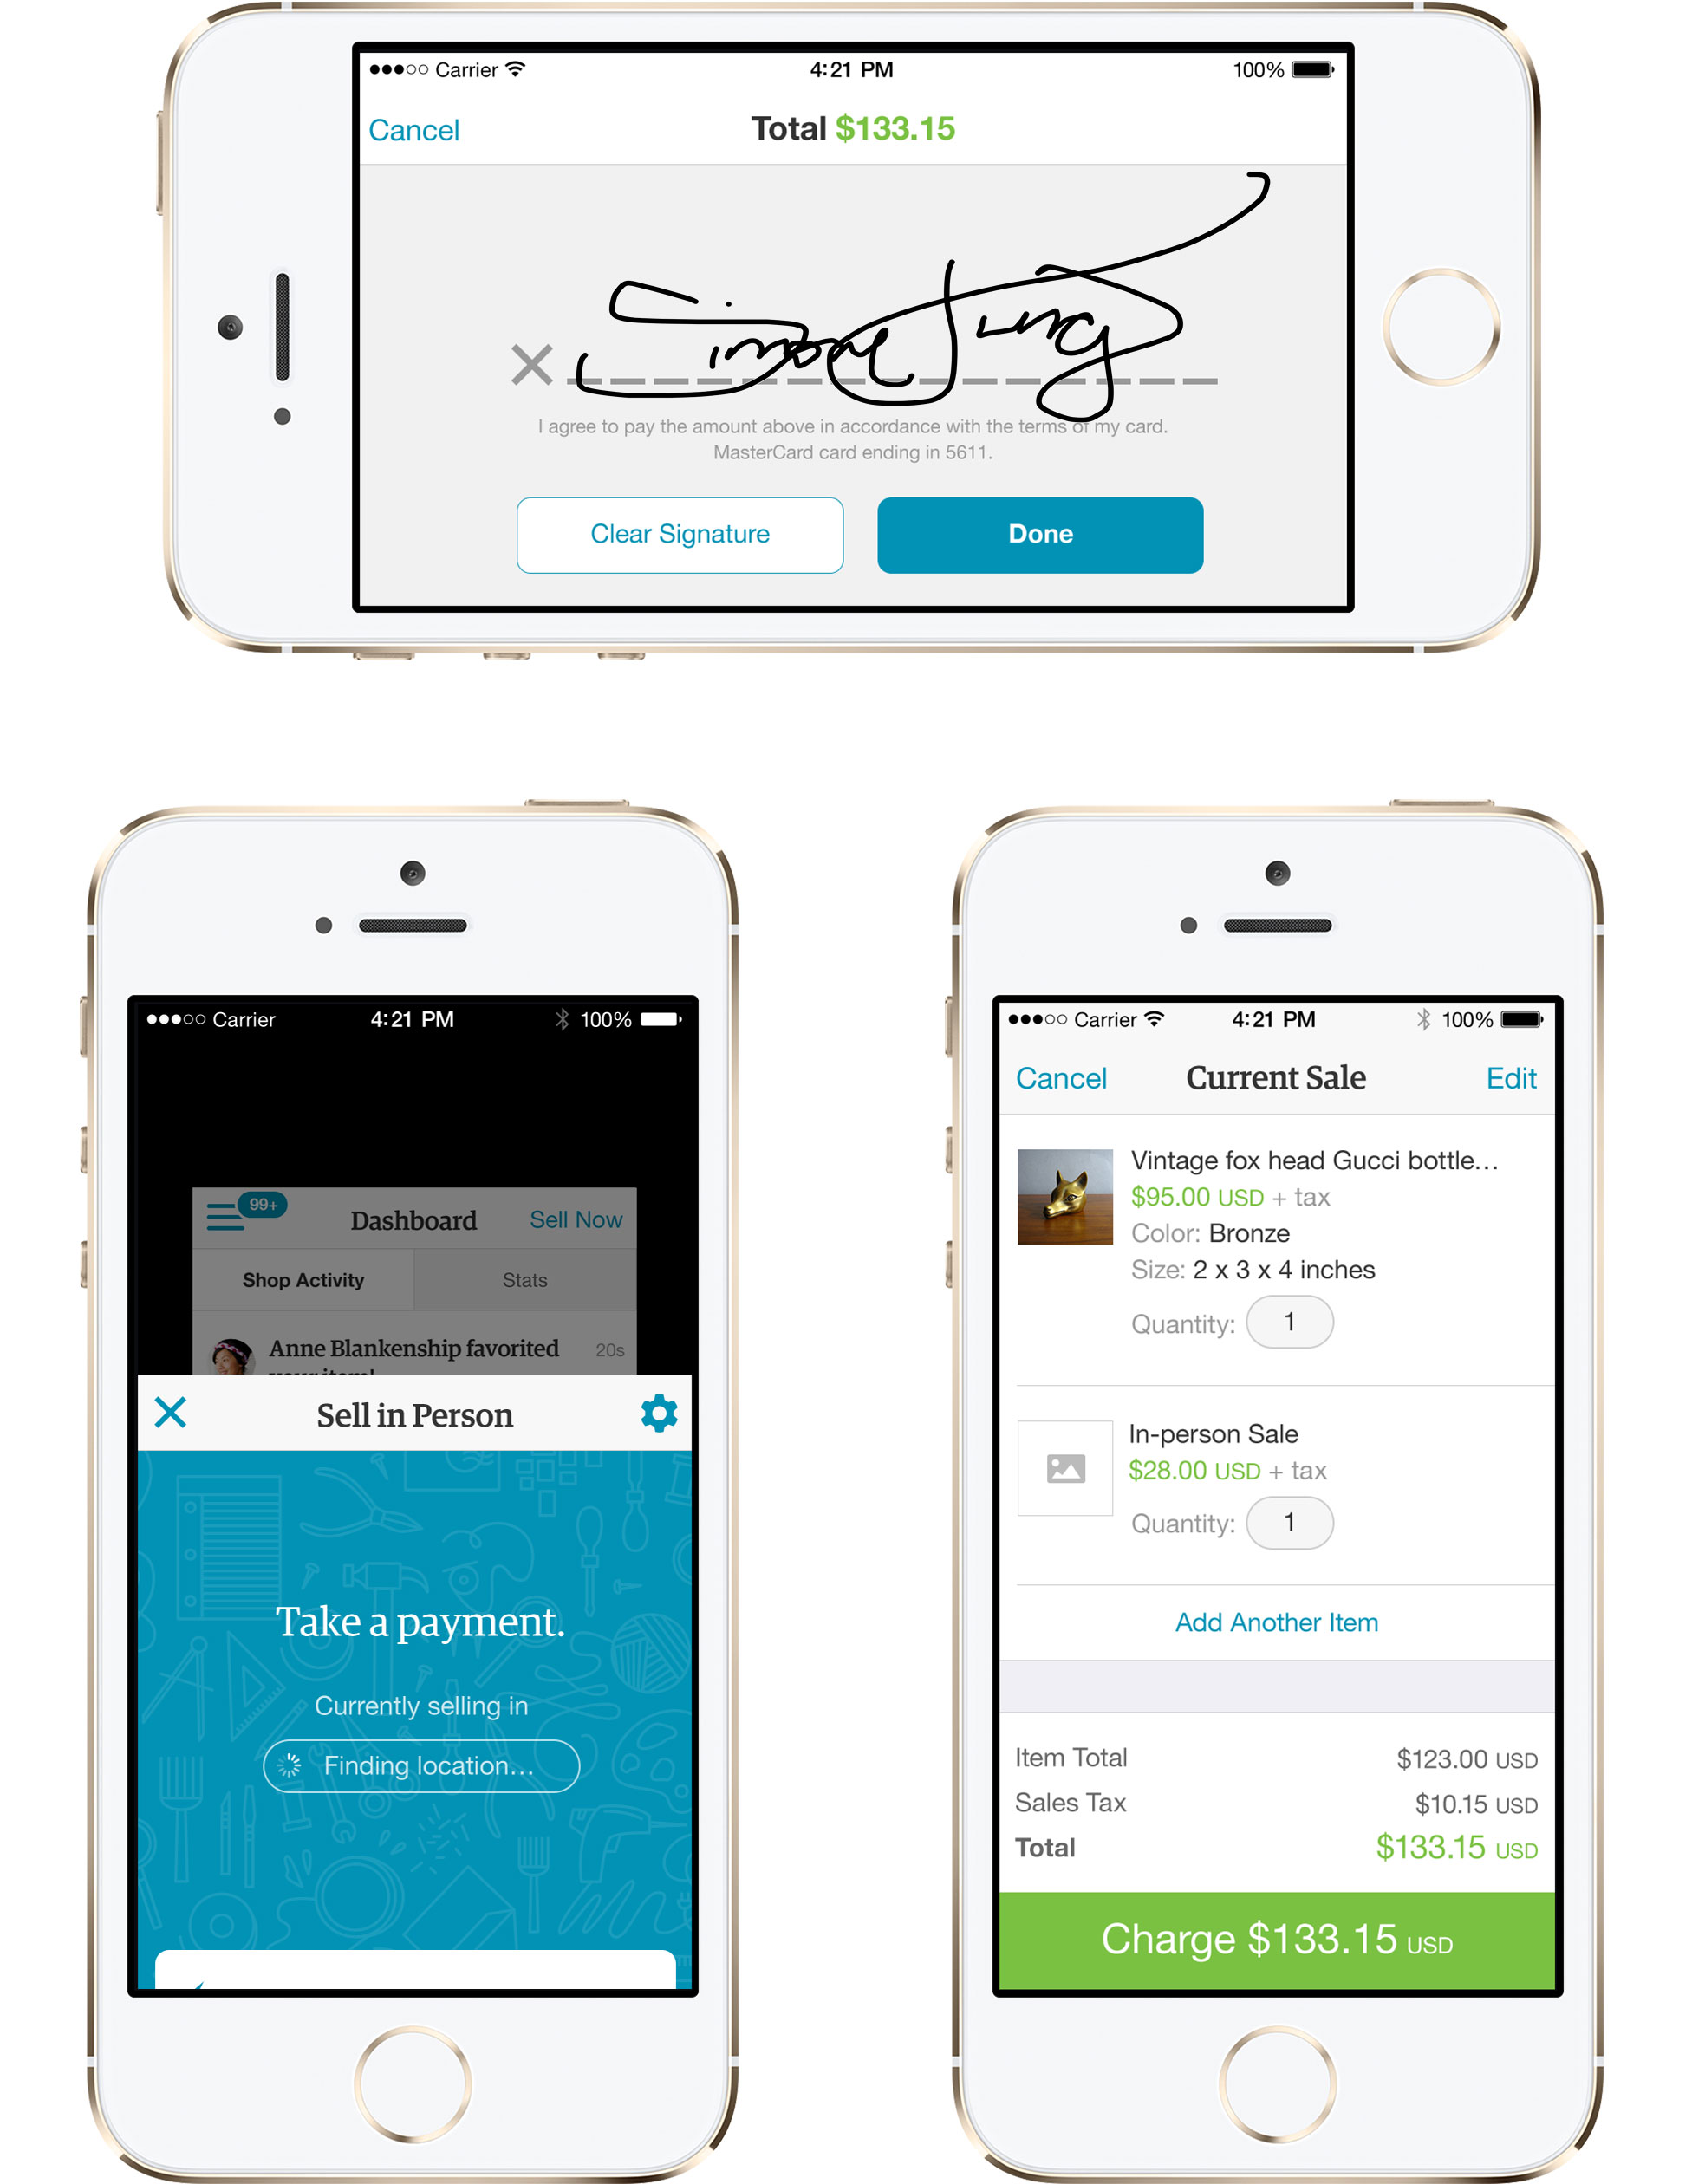 Carrier 4:21 PM 100%
Cancel Total $133.15
Simone Jung
I agree to pay the amount above in accordance with the terms of my card.
MasterCard card ending in 5611.
Clear Signature Done
Carrier 4:21 PM 100%
99+
Dashboard Sell Now
Shop Activity Stats
Anne Blankenship favorited 20s
your item!
Sell in Person
Take a payment.
Currently selling in
Finding location...
Carrier 4:21 PM 100%
Cancel Current Sale Edit
Vintage fox head Gucci bottle...
$95.00 USD + tax
Color: Bronze
Size: 2 x 3 x 4 inches
Quantity: 1
In-person Sale
$28.00 USD + tax
Quantity: 1
Add Another Item
Item Total $123.00 USD
Sales Tax $10.15 USD
Total $133.15 USD
Charge $133.15 USD